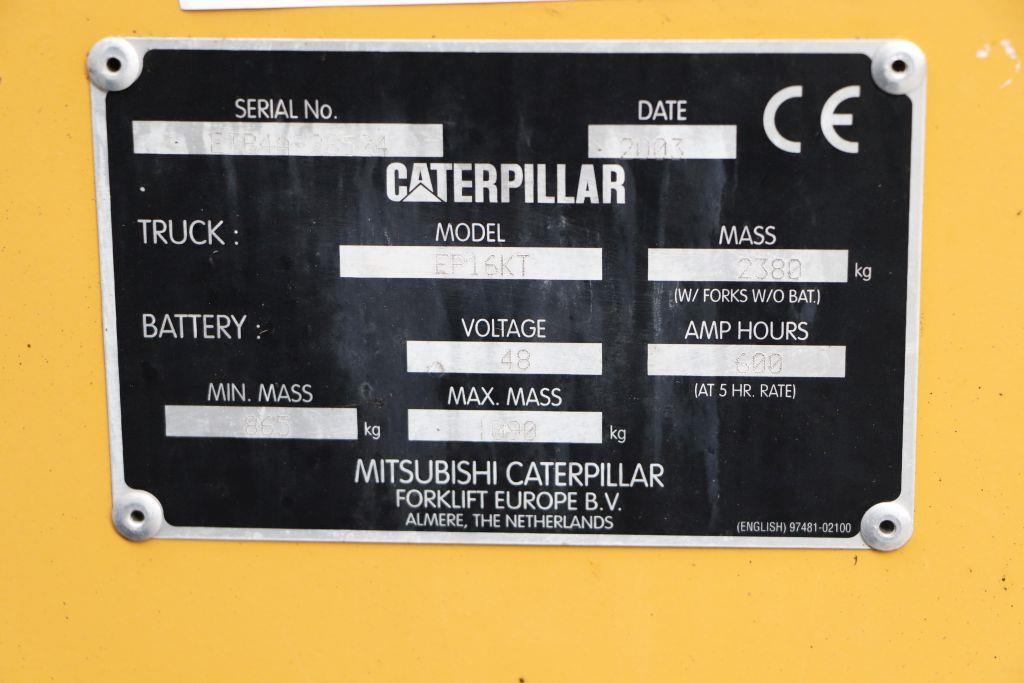 SERIAL No.
DATE
2003
CE
CATERPILLAR
TRUCK :
MODEL
MASS
EP16KT
2380 kg
(W/ FORKS W/O BAT.)
BATTERY :
VOLTAGE
AMP HOURS
48
600
(AT 5 HR. RATE)
MIN. MASS
MAX. MASS
865 kg
kg
MITSUBISHI CATERPILLAR
FORKLIFT EUROPE B.V.
ALMERE, THE NETHERLANDS
(ENGLISH) 97481-02100